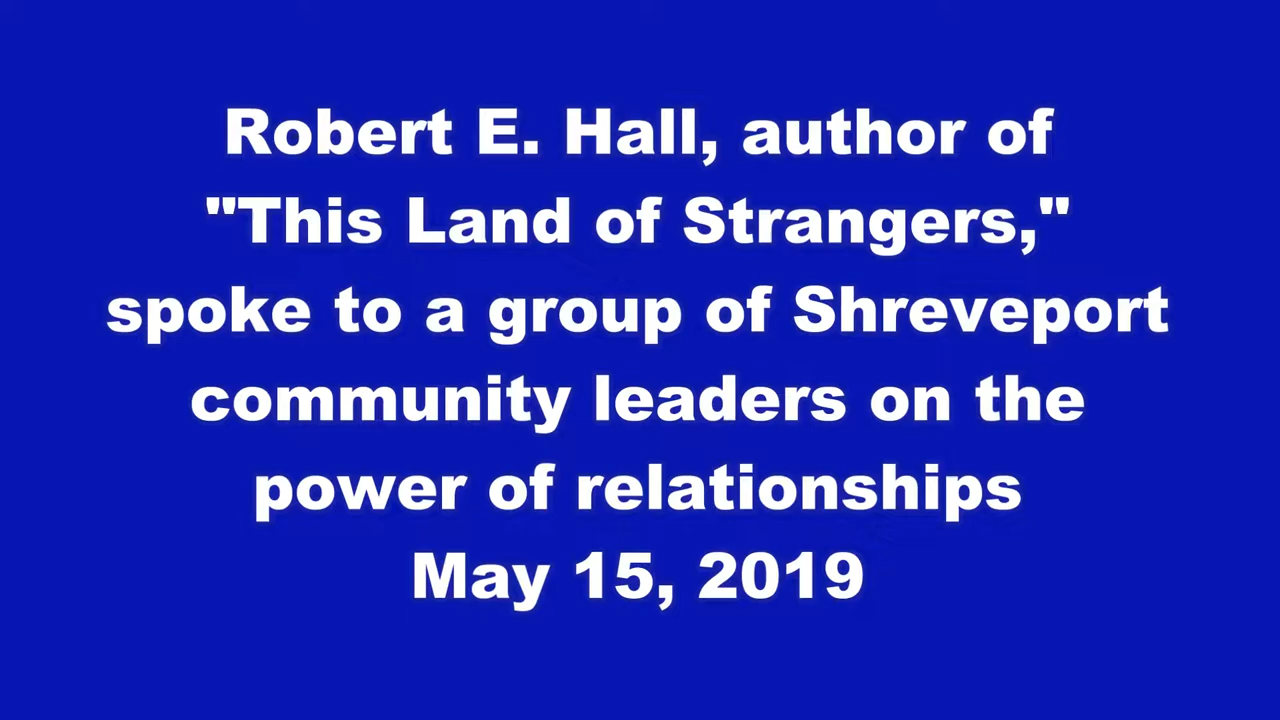 Robert E. Hall, author of
"This Land of Strangers,"
spoke to a group of Shreveport
community leaders on the
power of relationships
May 15, 2019